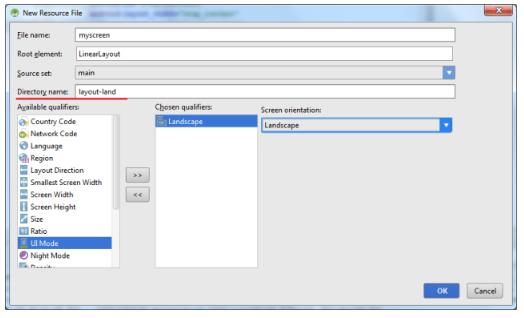 New Resource File
File name: myscreen
Root element: LinearLayout
Source set: main
Directory name: layout-land
Available qualifiers: Chosen qualifiers: Screen orientation:
Country Code Landscape Landscape
Network Code
Language
Region
Layout Direction
Smallest Screen Width >>
Screen Width
Screen Height <<
Size
Ratio
UI Mode
Night Mode
Density
OK Cancel